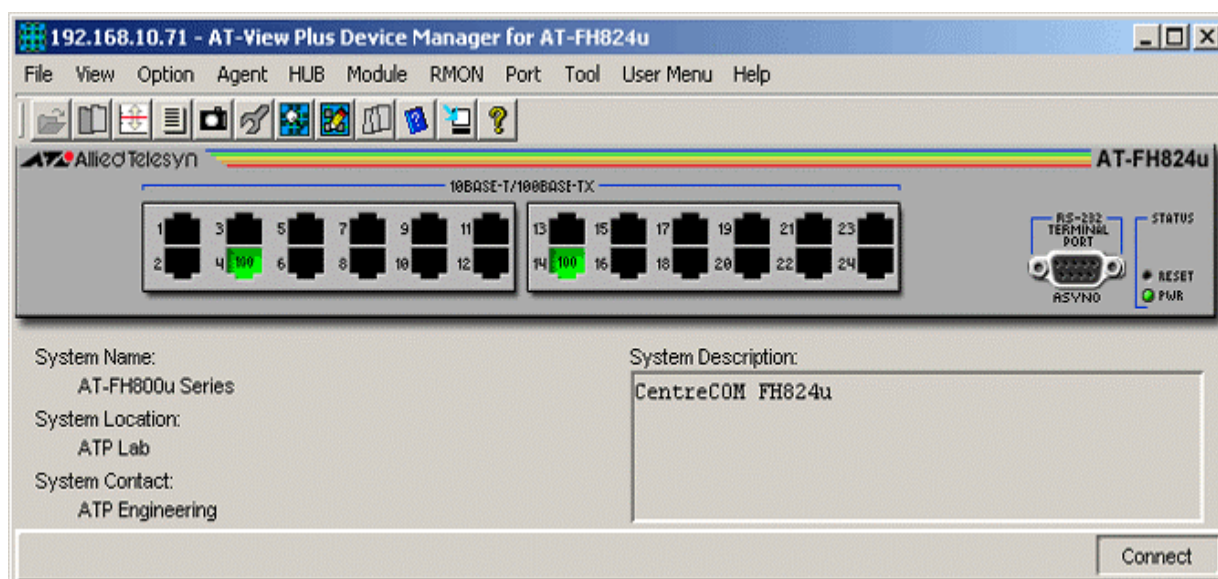 192.168.10.71 - AT-View Plus Device Manager for AT-FH824u
File View Option Agent HUB Module RMON Port Tool User Menu Help
Allied Telesyn
AT-FH824u
10BASE-T/100BASE-TX
1 3 5 7 9 11 13 15 17 19 21 23
2 4 100 6 8 10 12 14 100 16 18 20 22 24
RS-232
TERMINAL
PORT
ASYN0
STATUS
RESET
PWR
System Name:
AT-FH800u Series
System Location:
ATP Lab
System Contact:
ATP Engineering
System Description:
CentreCOM FH824u
Connect